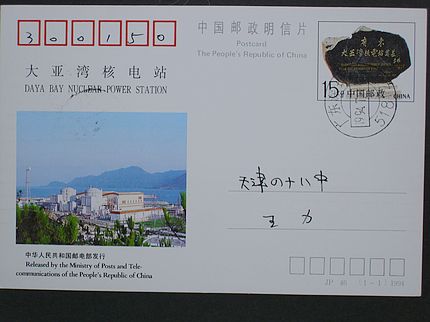 300150
中国邮政明信片
Postcard
The People's Republic of China
大亚湾核电站
DAYA BAY NUCLEAR POWER STATION
15分 中国邮政 CHINA
天津の十八中
王 力
中华人民共和国邮电部发行
Released by the Ministry of Posts and Tele-
communications of the People's Republic of China
JP 46 (1-1) 1994